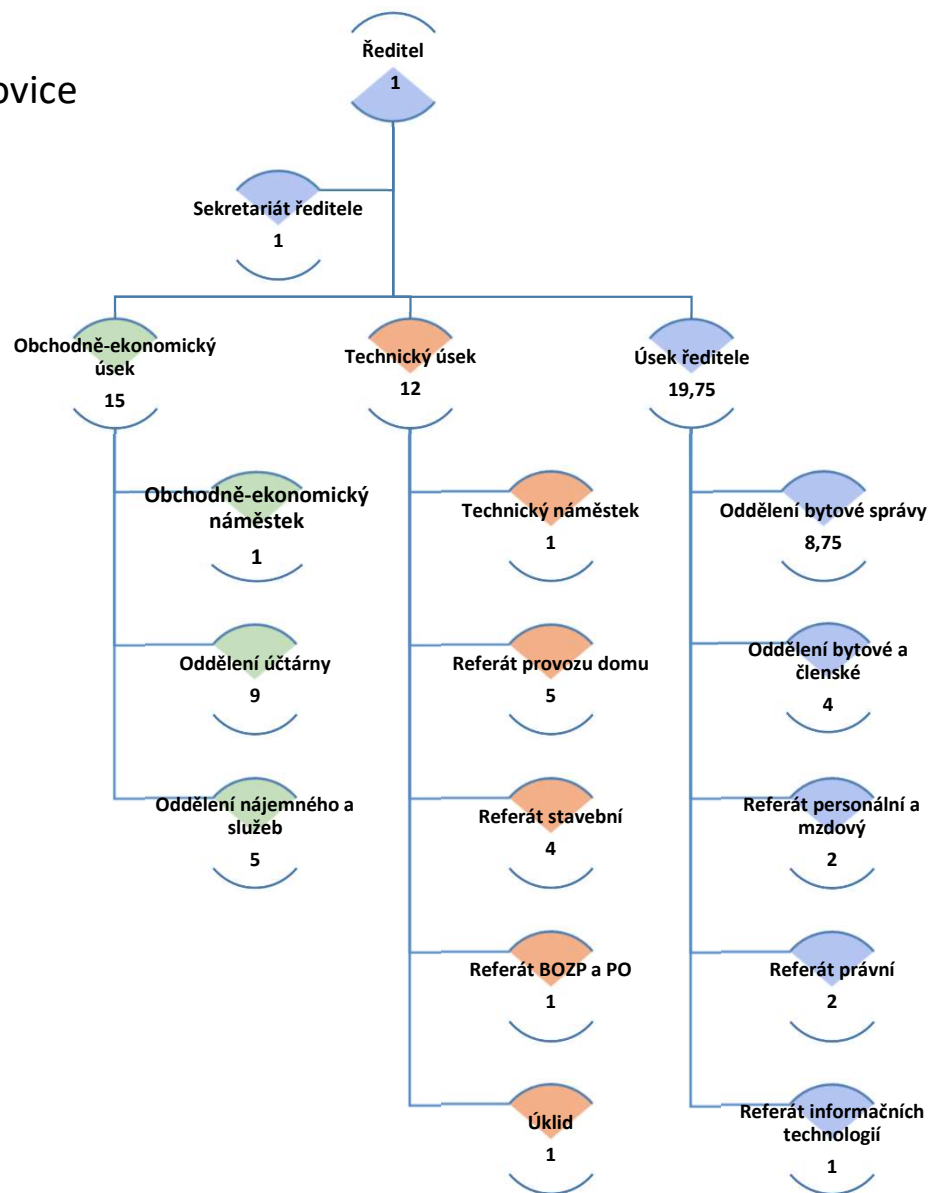 ovice
Ředitel
1
Sekretariát ředitele
1
Obchodně-ekonomický
úsek
15
Technický úsek
12
Úsek ředitele
19,75
Obchodně-ekonomický
náměstek
1
Oddělení účtárny
9
Oddělení nájemného a
služeb
5
Technický náměstek
1
Referát provozu domu
5
Referát stavební
4
Referát BOZP a PO
1
Úklid
1
Oddělení bytové správy
8,75
Oddělení bytové a
členské
4
Referát personální a
mzdový
2
Referát právní
2
Referát informačních
technologií
1